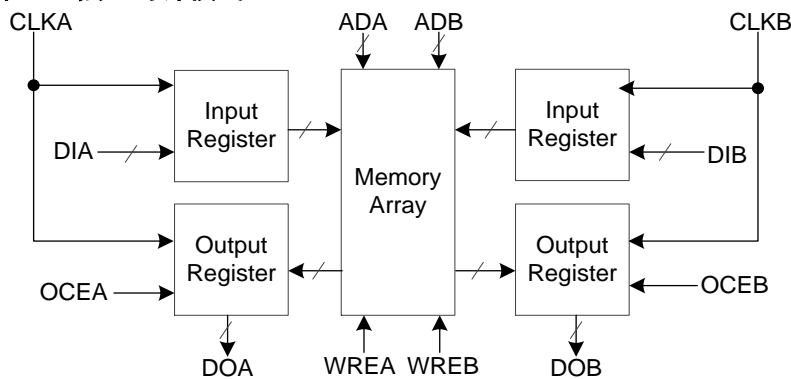 CLKA ADA ADB CLKB
Input
Register
Input
Register
DIA
DIB
Memory
Array
Output
Register
Output
Register
OCEA
OCEB
DOA WREA WREB DOB